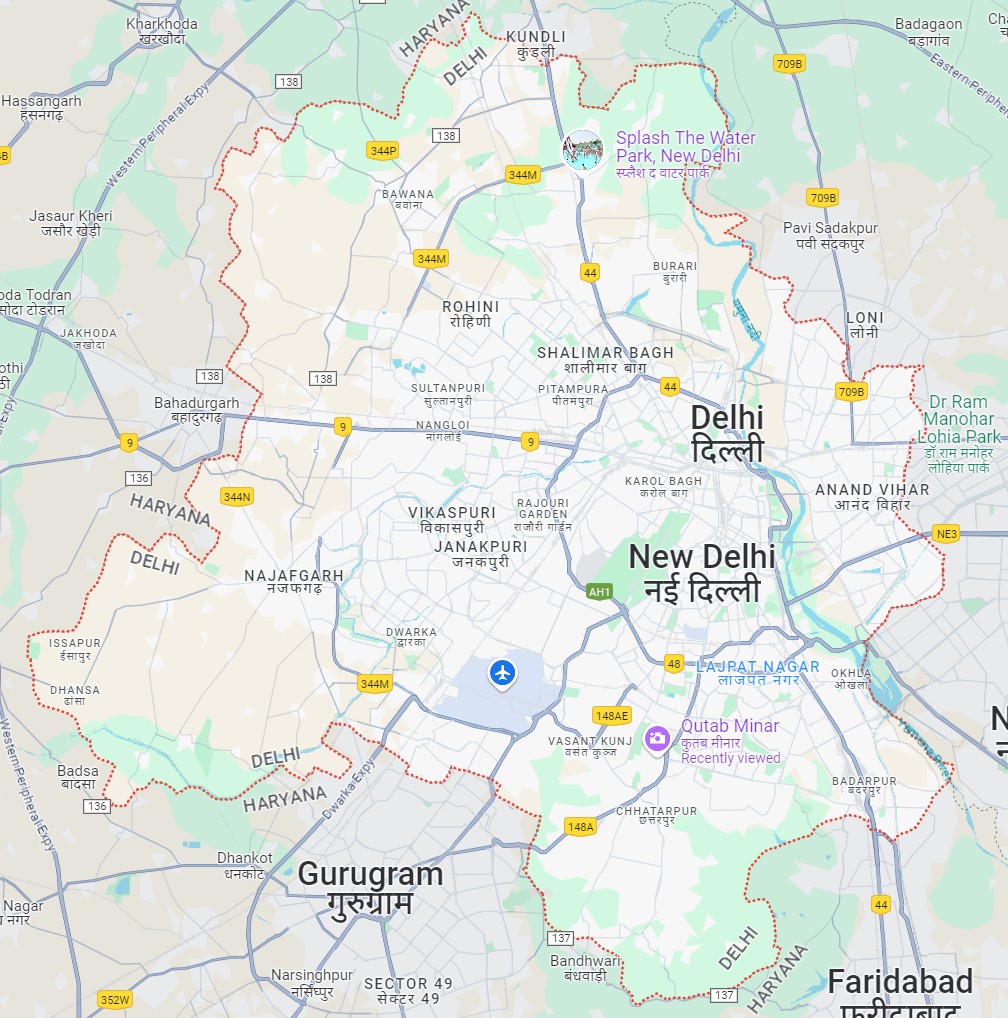 Kharkhoda
खरखौदा
HARYANA
DELHI
KUNDLI
कुंडली
Badagaon
बड़ागांव
Eastern Peripheral
709B
138
Hassangarh
हसनगढ़
Western Peripheral Expy
138
344P
344M
Splash The Water
Park, New Delhi
स्प्लैश द वाटर पार्क
BAWANA
बवाना
709B
Jasaur Kheri
जसौर खेड़ी
Pavi Sadakpur
पवी सदकपुर
344M
44
BURARI
बुरारी
oda Todran
सोदा टोडरान
यमुना नदी
ROHINI
रोहिणी
LONI
लोनी
JAKHODA
जखोदा
SHALIMAR BAGH
शालीमार बाग़
138
138
SULTANPURI
सुल्तानपुरी
PITAMPURA
पीतमपुरा
44
709B
Bahadurgarh
बहादुरगढ़
9
9
NANGLOI
नांगलोई
9
Delhi
दिल्ली
Dr Ram
Manohar
Lohia Park
डॉ राम मनोहर
लोहिया पार्क
136
HARYANA
344N
KAROL BAGH
करोल बाग
ANAND VIHAR
आनंद विहार
VIKASPURI
विकासपुरी
RAJOURI
GARDEN
राजोरी गार्डन
NE3
JANAKPURI
जनकपुरी
DELHI
NAJAFGARH
नजफगढ़
New Delhi
नई दिल्ली
AH1
ISSAPUR
ईसापुर
DWARKA
द्वारका
48
LAJPAT NAGAR
लाजपत नगर
OKHLA
ओखला
DHANSA
ढांसा
344M
148AE
Qutab Minar
कुतब मीनार
Recently viewed
VASANT KUNJ
वसंत कुञ्ज
Yamuna River
Western Peripheral Expy
DELHI
HARYANA
Badsa
बादसा
136
Dwarka Expy
BADARPUR
बदरपुर
CHHATARPUR
छत्तरपुर
148A
Dhankot
धनकोट
Gurugram
गुरुग्राम
Nagar
नगर
44
137
Bandhwari
बंधवाड़ी
DELHI
HARYANA
Narsinghpur
नर्सिंघपुर
SECTOR 49
सेक्टर 49
137
352W
Faridabad